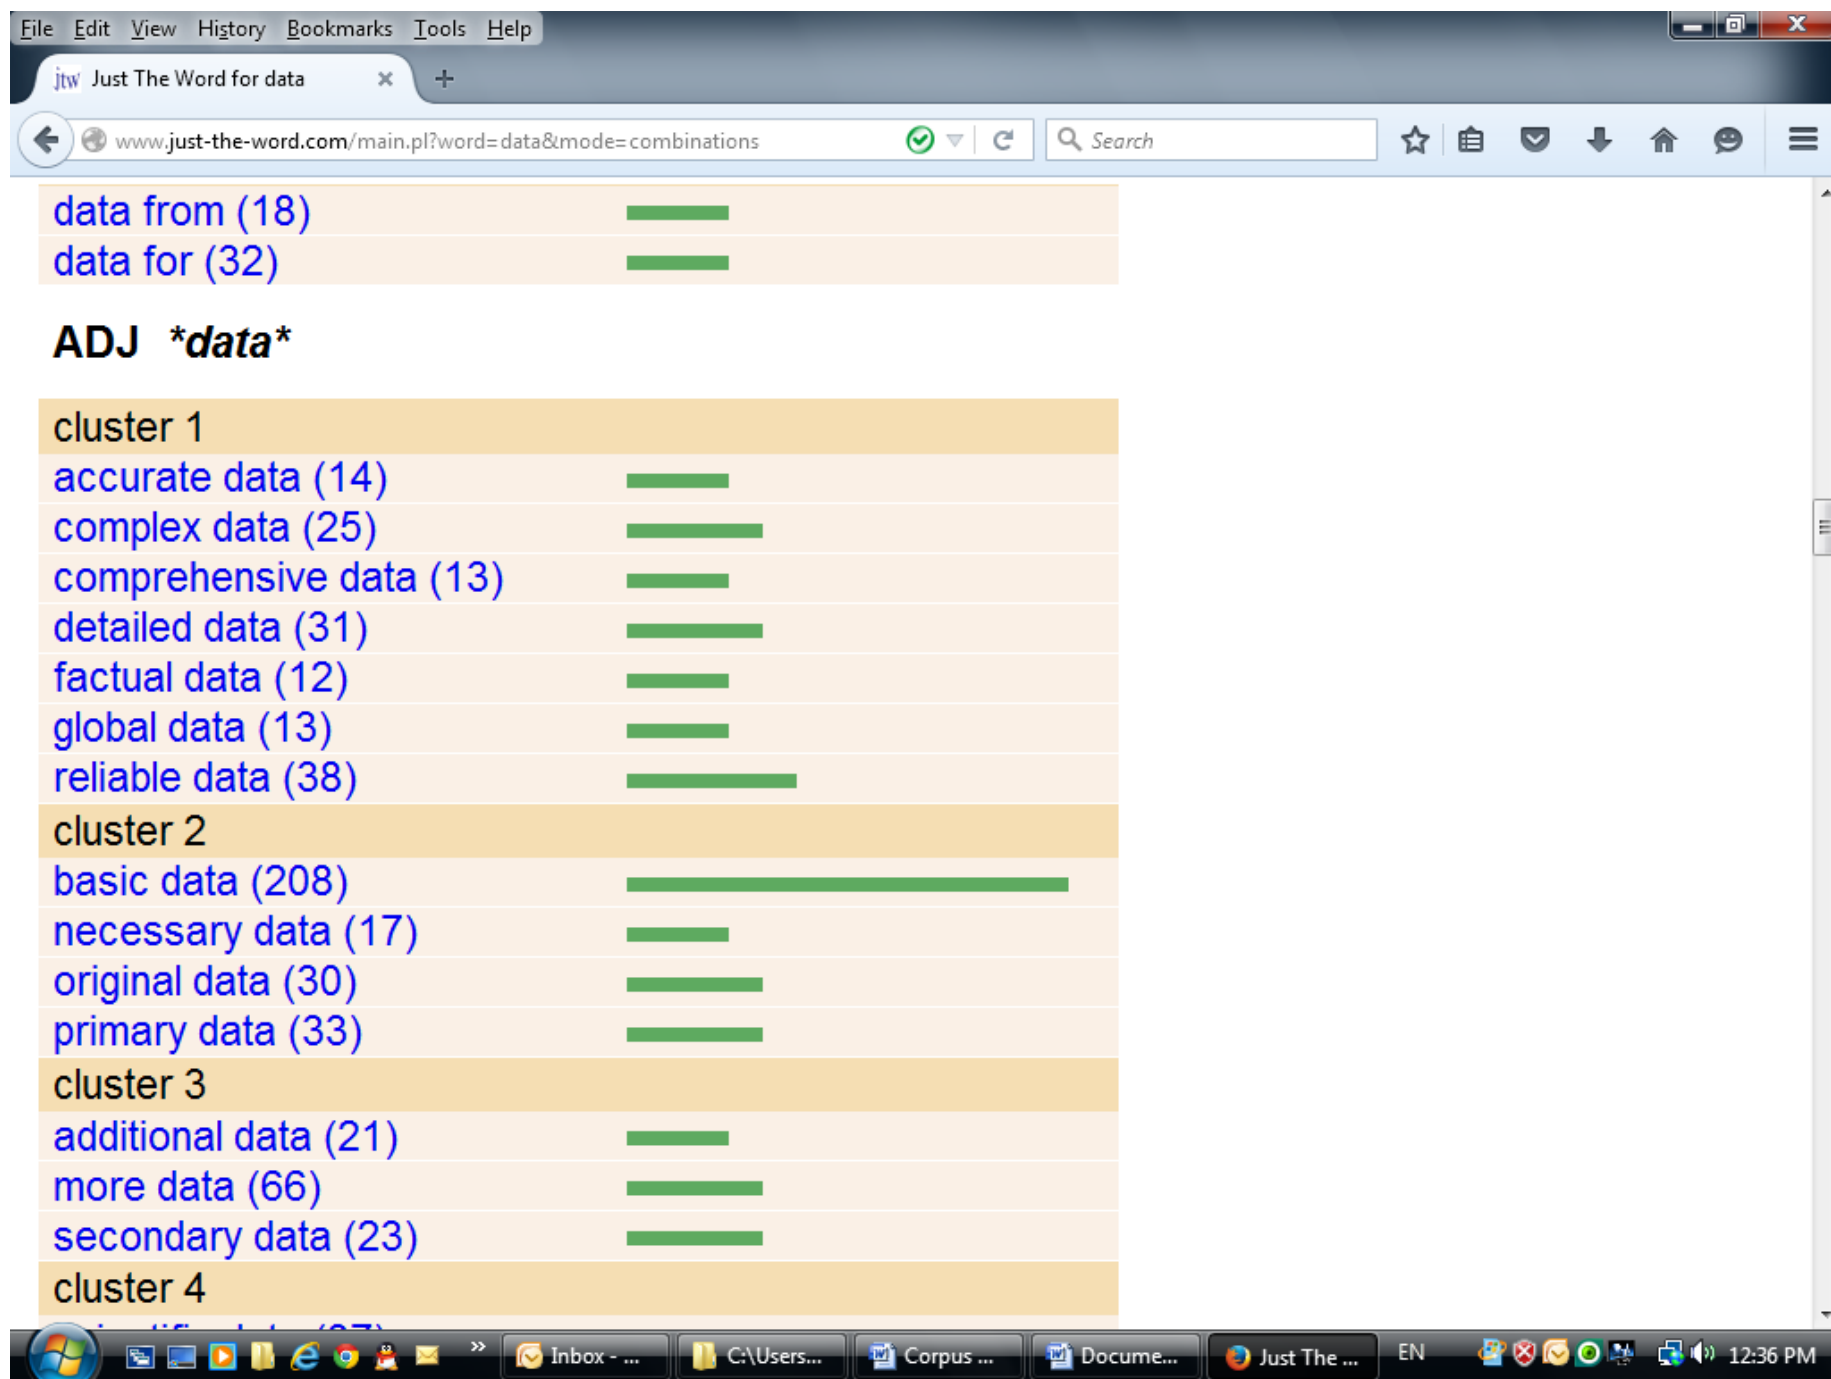 File Edit View History Bookmarks Tools Help
jtw Just The Word for data
www.just-the-word.com/main.pl?word=data&mode=combinations
Search
data from (18)
data for (32)
ADJ *data*
cluster 1
accurate data (14)
complex data (25)
comprehensive data (13)
detailed data (31)
factual data (12)
global data (13)
reliable data (38)
cluster 2
basic data (208)
necessary data (17)
original data (30)
primary data (33)
cluster 3
additional data (21)
more data (66)
secondary data (23)
cluster 4
Inbox - ... C:\Users... Corpus ... Docume... Just The ... EN 12:36 PM